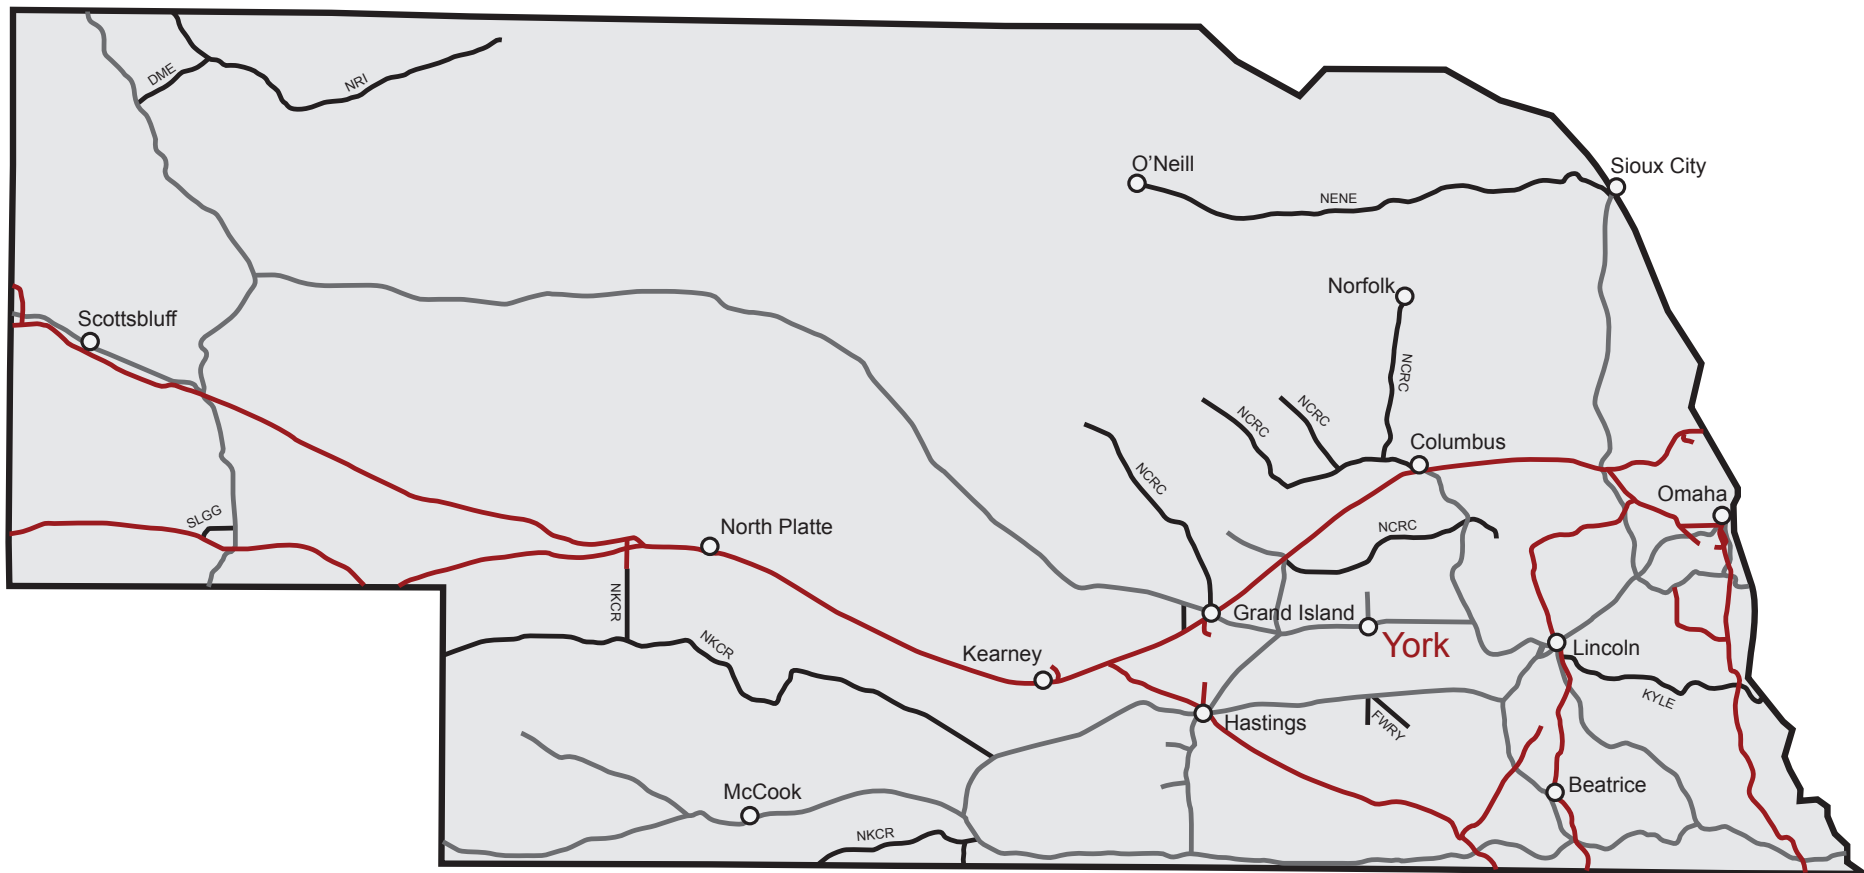 DME
NRI
O'Neill
Sioux City
NENE
Norfolk
Scottsbluff
NCRC
NCRC
NCRC
Columbus
NCRC
Omaha
SLGG
North Platte
NCRC
NKCR
Grand Island
York
NKCR
Kearney
Lincoln
KYLE
Hastings
FWRY
McCook
Beatrice
NKCR